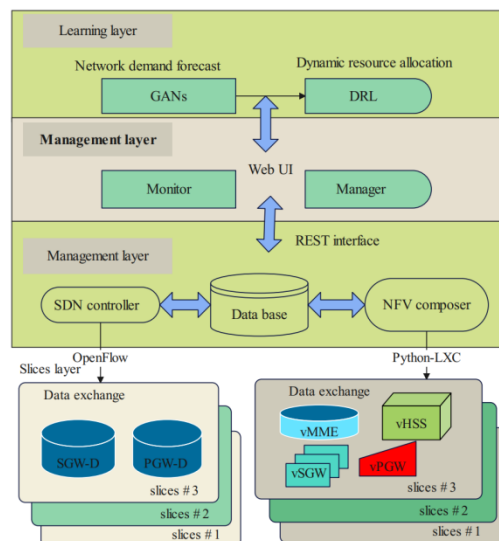 Learning layer
Network demand forecast
Dynamic resource allocation
GANs
DRL
Management layer
Web UI
Monitor
Manager
REST interface
Management layer
SDN controller
Data base
NFV composer
OpenFlow
Python-LXC
Slices layer
Data exchange
SGW-D
PGW-D
slices # 3
slices # 2
slices # 1
Data exchange
vMME
vHSS
vSGW
vPGW
slices # 3
slices # 2
slices # 1